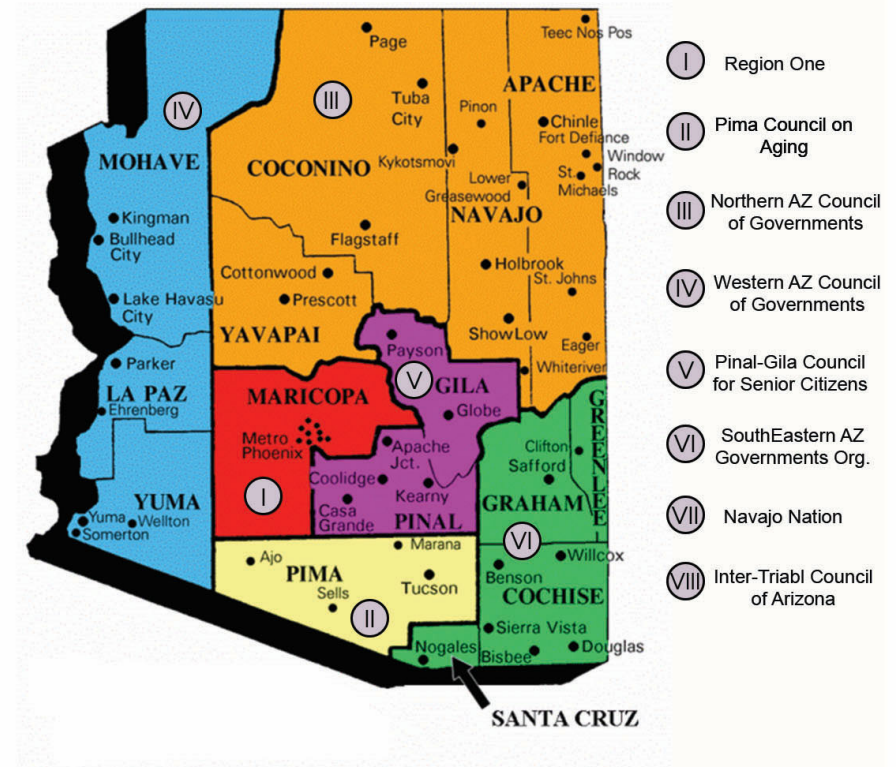 Teec Nos Pos
Page
III
IV
APACHE
Tuba
City
Pinon
Chinle
Fort Defiance
MOHAVE
COCONINO
Kykotsmovi
Window
Rock
St.
Michaels
Lower
Greasewood
NAVAJO
Kingman
Bullhead
City
Flagstaff
Cottonwood
Holbrook
St. Johns
Lake Havasu
City
Prescott
YAVAPAI
Show Low
Eager
Payson
Parker
Whiteriver
LA PAZ
Ehrenberg
MARICOPA
V
GILA
Globe
GREENLEE
Metro
Phoenix
Apache
Jct.
Clifton
Safford
Coolidge
Kearny
I
Casa
Grande
PINAL
GRAHAM
YUMA
Yuma
Wellton
Somerton
VI
Marana
Ajo
PIMA
Willcox
Benson
Tucson
Sells
COCHISE
II
Sierra Vista
Nogales
Bisbee
Douglas
SANTA CRUZ
I
Region One
II
Pima Council on
Aging
III
Northern AZ Council
of Governments
IV
Western AZ Council
of Governments
V
Pinal-Gila Council
for Senior Citizens
VI
SouthEastern AZ
Governments Org.
VII
Navajo Nation
VIII
Inter-Triabl Council
of Arizona